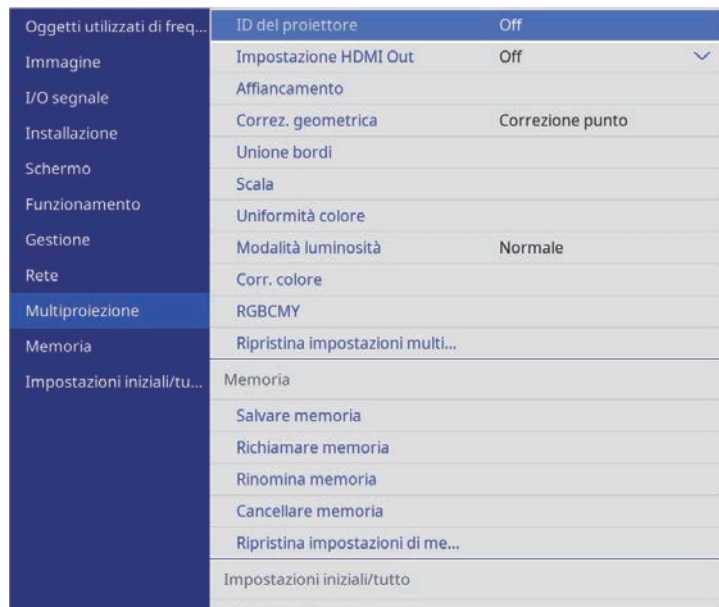 Oggetti utilizzati di freq...
Immagine
I/O segnale
Installazione
Schermo
Funzionamento
Gestione
Rete
Multiproiezione
Memoria
Impostazioni iniziali/tu...
ID del proiettore Off
Impostazione HDMI Out Off
Affiancamento
Correz. geometrica Correzione punto
Unione bordi
Scala
Uniformità colore
Modalità luminosità Normale
Corr. colore
RGBCMY
Ripristina impostazioni multi...
Memoria
Salvare memoria
Richiamare memoria
Rinomina memoria
Cancellare memoria
Ripristina impostazioni di me...
Impostazioni iniziali/tutto